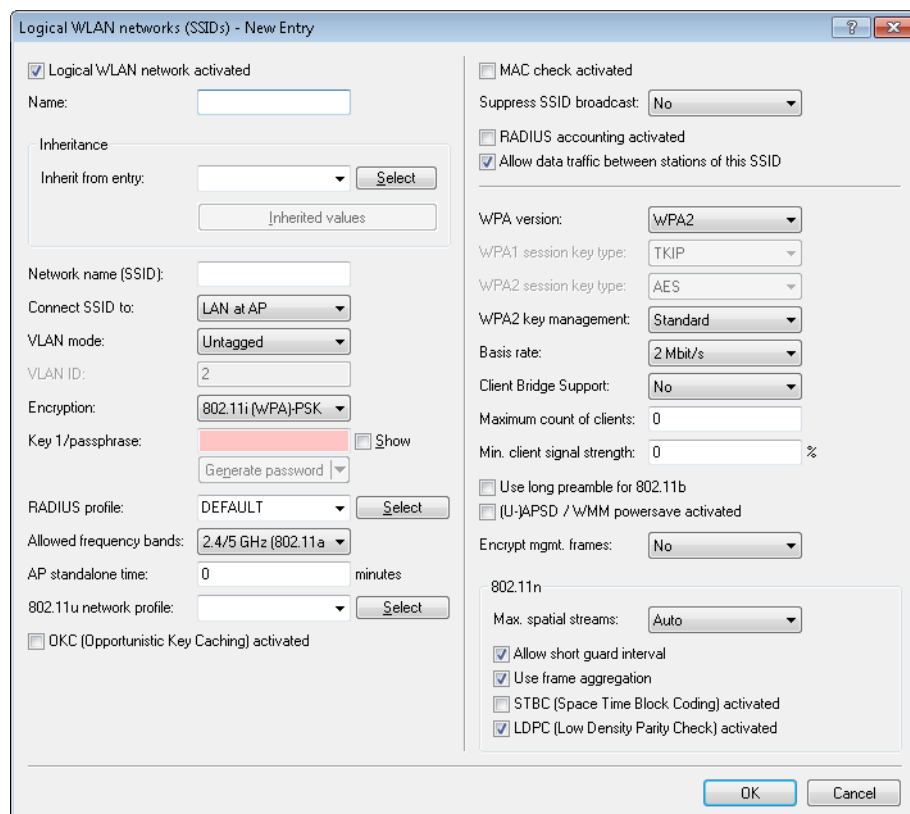 Logical WLAN networks (SSIDs) - New Entry
Logical WLAN network activated
Name:
Inheritance
Inherit from entry:
Select
Inherited values
Network name (SSID):
Connect SSID to: LAN at AP
VLAN mode: Untagged
VLAN ID: 2
Encryption: 802.11i (WPA)-PSK
Key 1/passphrase: Show
Generate password
RADIUS profile: DEFAULT Select
Allowed frequency bands: 2.4/5 GHz (802.11a
AP standalone time: 0 minutes
802.11u network profile: Select
OKC (Opportunistic Key Caching) activated
MAC check activated
Suppress SSID broadcast: No
RADIUS accounting activated
Allow data traffic between stations of this SSID
WPA version: WPA2
WPA1 session key type: TKIP
WPA2 session key type: AES
WPA2 key management: Standard
Basis rate: 2 Mbit/s
Client Bridge Support: No
Maximum count of clients: 0
Min. client signal strength: 0 %
Use long preamble for 802.11b
(U-)APSD / WMM powersave activated
Encrypt mgmt. frames: No
802.11n
Max. spatial streams: Auto
Allow short guard interval
Use frame aggregation
STBC (Space Time Block Coding) activated
LDPC (Low Density Parity Check) activated
OK
Cancel